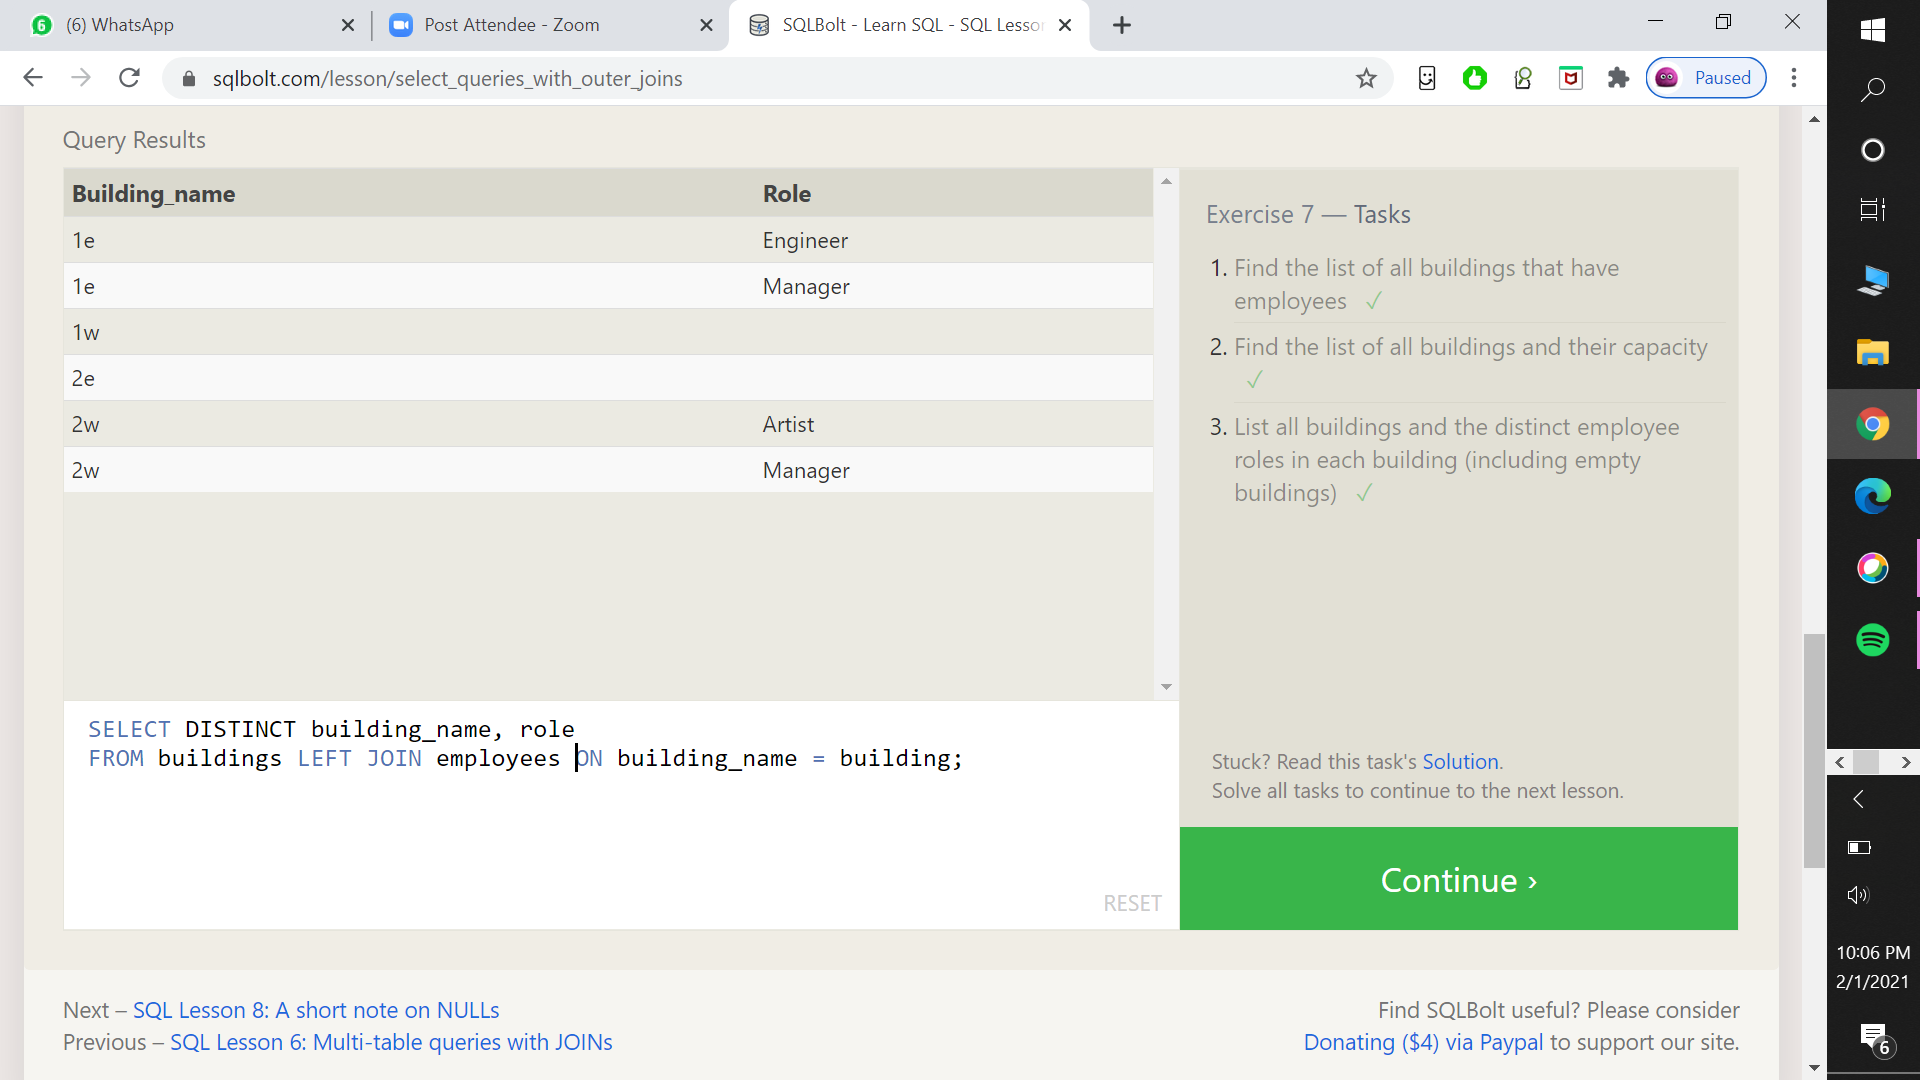 (6) WhatsApp
Post Attendee - Zoom
SQLBolt - Learn SQL - SQL Lesso
sqlbolt.com/lesson/select_queries_with_outer_joins
Paused
Query Results
Building_name Role
1e Engineer
1e Manager
1w
2e
2w Artist
2w Manager
SELECT DISTINCT building_name, role
FROM buildings LEFT JOIN employees ON building_name = building;
RESET
Exercise 7 — Tasks
1. Find the list of all buildings that have
employees ✓
2. Find the list of all buildings and their capacity
✓
3. List all buildings and the distinct employee
roles in each building (including empty
buildings) ✓
Stuck? Read this task's Solution.
Solve all tasks to continue to the next lesson.
Continue ›
Next – SQL Lesson 8: A short note on NULLs
Previous – SQL Lesson 6: Multi-table queries with JOINs
Find SQLBolt useful? Please consider
Donating ($4) via Paypal to support our site.
10:06 PM
2/1/2021
6